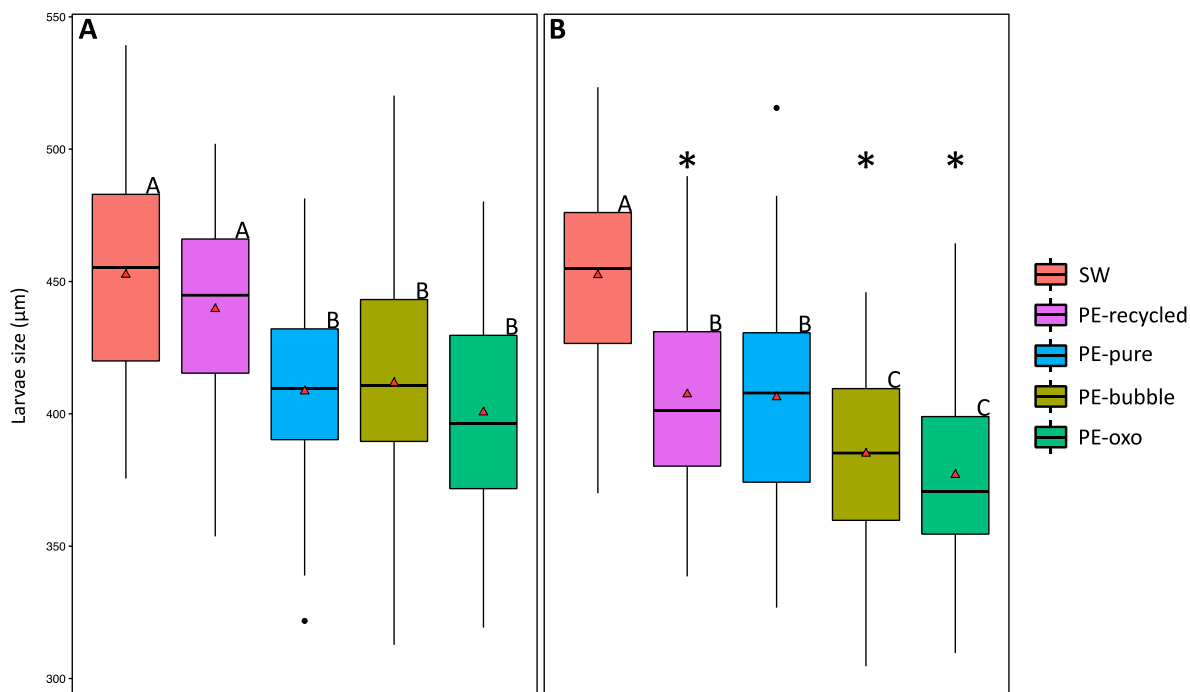 A
B
550
500
450
400
350
300
Larvae size (µm)
A
A
B
B
B
A
*
B
B
*
C
*
C
SW
PE-recycled
PE-pure
PE-bubble
PE-oxo